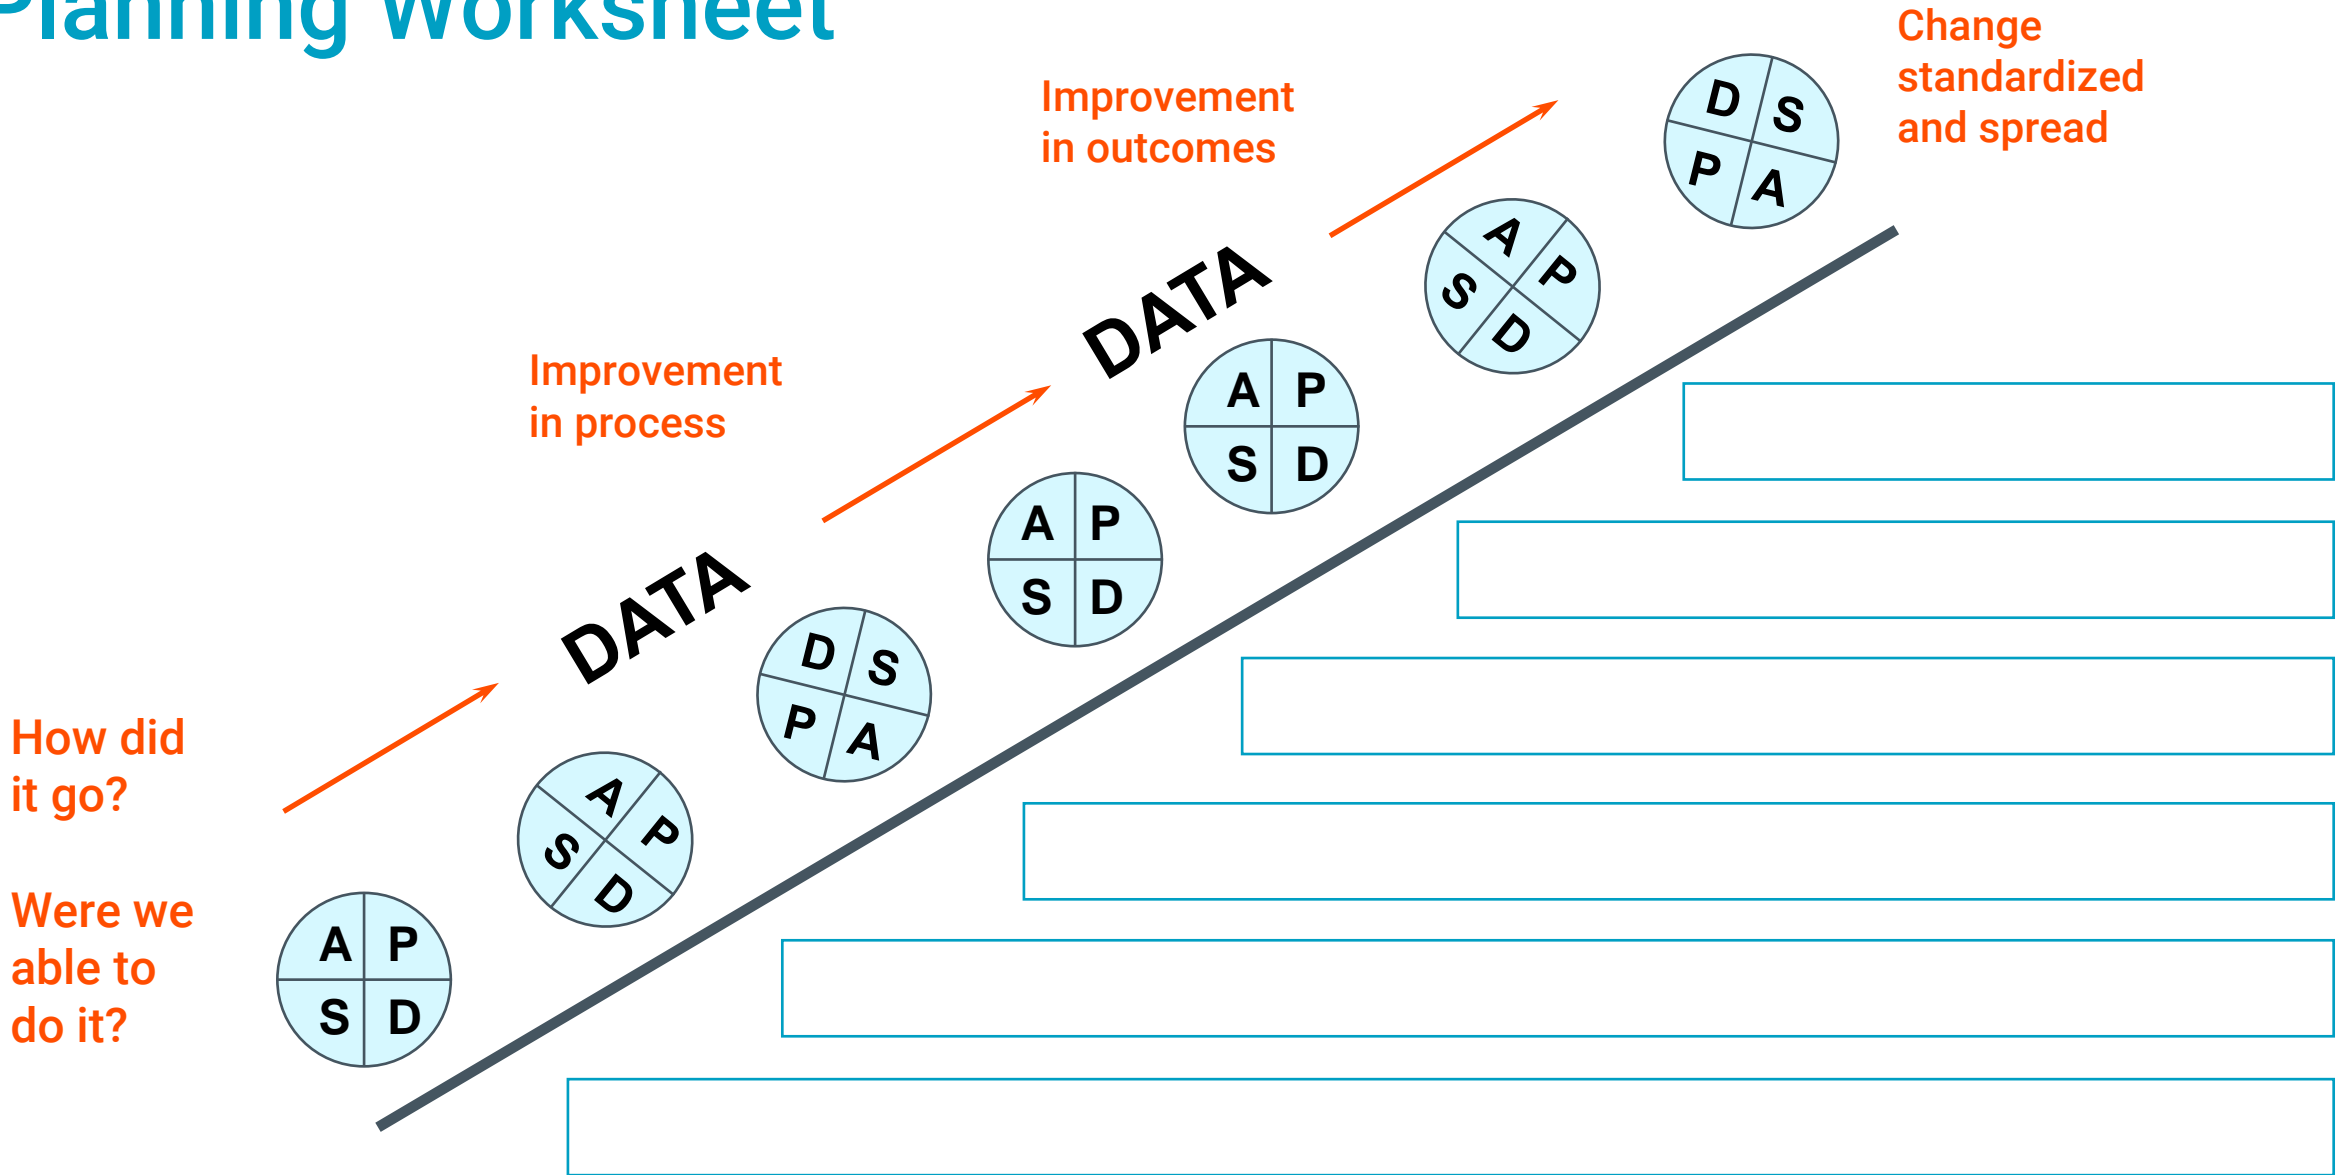 Planning Worksheet
Change
standardized
and spread
Improvement
in outcomes
D S
P A
A P
S D
DATA
A P
S D
Improvement
in process
A P
S D
DATA
D S
P A
How did
it go?
A P
S D
Were we
able to
do it?
A P
S D